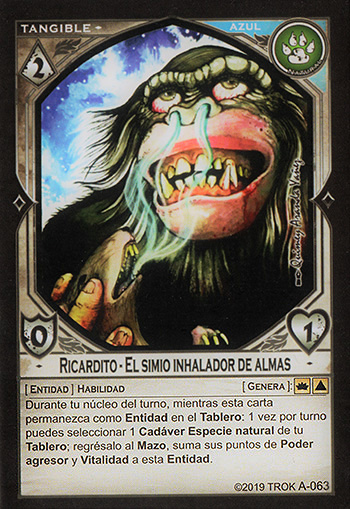 TANGIBLE
AZUL
2
NATURAL
0
1
RICARDITO - EL SIMIO INHALADOR DE ALMAS
[ ENTIDAD ] HABILIDAD
[ GENERA ]:
Durante tu núcleo del turno, mientras esta carta
permanezca como Entidad en el Tablero: 1 vez por turno
puedes seleccionar 1 Cadáver Especie natural de tu
Tablero; regrésalo al Mazo, suma sus puntos de Poder
agresor y Vitalidad a esta Entidad.
©2019 TROK A-063